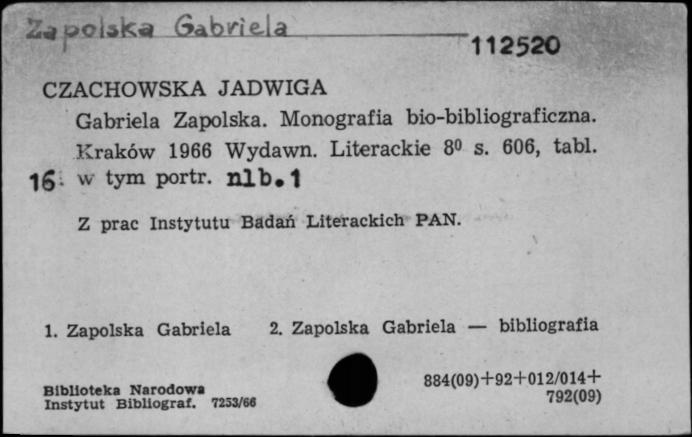 Zapolska Gabriela
112520
CZACHOWSKA JADWIGA
Gabriela Zapolska. Monografia bio-bibliograficzna.
Kraków 1966 Wydawn. Literackie 8⁰ s. 606, tabl.
16 w tym portr. nlb.1
Z prac Instytutu Badań Literackich PAN.
1. Zapolska Gabriela 2. Zapolska Gabriela — bibliografia
Biblioteka Narodowa
Instytut Bibliograf. 7253/66
884(09)+92+012/014+
792(09)